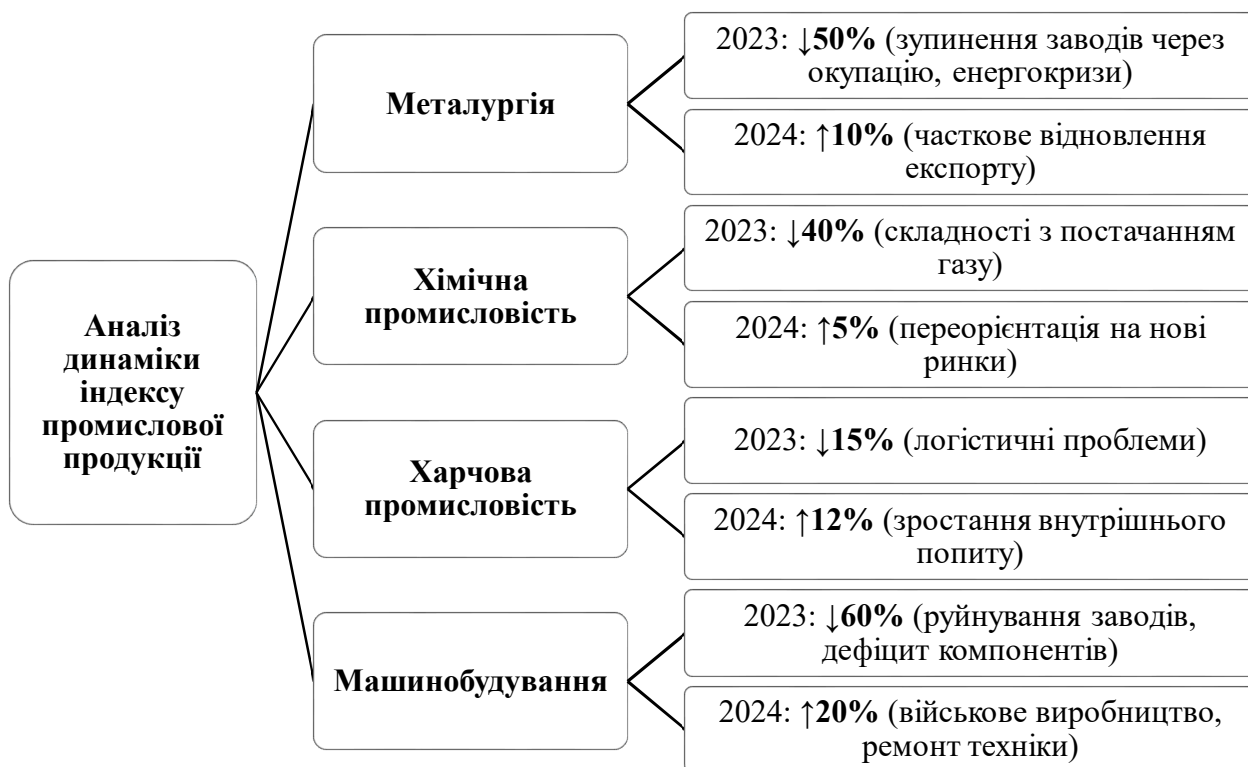 Аналіз
динаміки
індексу
промислової
продукції
Металургія
2023: ↓50% (зупинення заводів через
окупацію, енергокризи)
2024: ↑10% (часткове відновлення
експорту)
Хімічна
промисловість
2023: ↓40% (складності з постачанням
газу)
2024: ↑5% (переорієнтація на нові
ринки)
Харчова
промисловість
2023: ↓15% (логістичні проблеми)
2024: ↑12% (зростання внутрішнього
попиту)
Машинобудування
2023: ↓60% (руйнування заводів,
дефіцит компонентів)
2024: ↑20% (військове виробництво,
ремонт техніки)